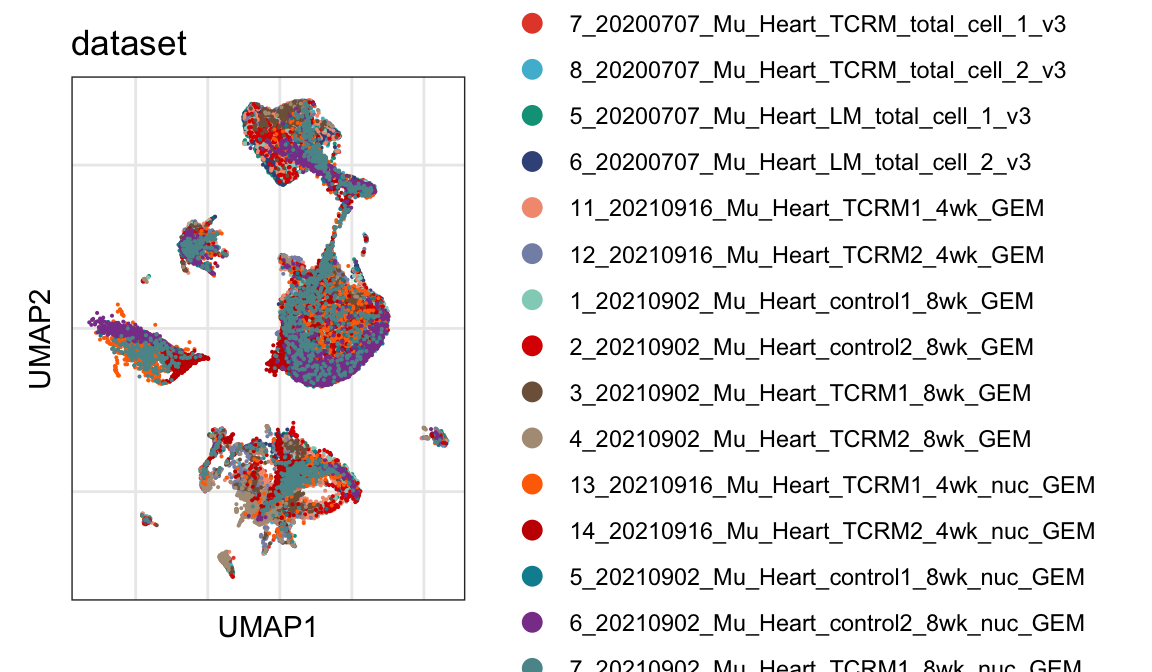 dataset
UMAP2
UMAP1
7_20200707_Mu_Heart_TCRM_total_cell_1_v3
8_20200707_Mu_Heart_TCRM_total_cell_2_v3
5_20200707_Mu_Heart_LM_total_cell_1_v3
6_20200707_Mu_Heart_LM_total_cell_2_v3
11_20210916_Mu_Heart_TCRM1_4wk_GEM
12_20210916_Mu_Heart_TCRM2_4wk_GEM
1_20210902_Mu_Heart_control1_8wk_GEM
2_20210902_Mu_Heart_control2_8wk_GEM
3_20210902_Mu_Heart_TCRM1_8wk_GEM
4_20210902_Mu_Heart_TCRM2_8wk_GEM
13_20210916_Mu_Heart_TCRM1_4wk_nuc_GEM
14_20210916_Mu_Heart_TCRM2_4wk_nuc_GEM
5_20210902_Mu_Heart_control1_8wk_nuc_GEM
6_20210902_Mu_Heart_control2_8wk_nuc_GEM
7_20210902_Mu_Heart_TCRM1_8wk_nuc_GEM